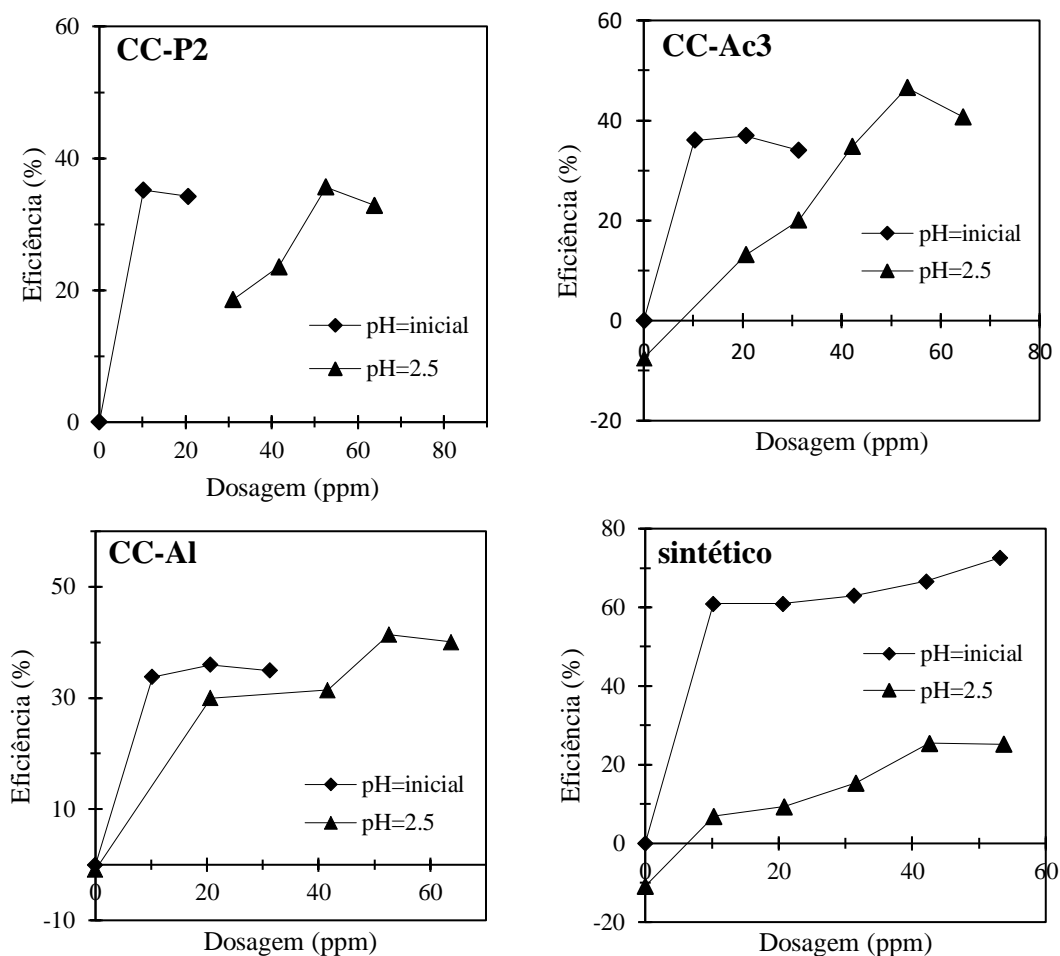 CC-P2
60
40
20
0
Eficiência (%)
0 20 40 60 80
Dosagem (ppm)
pH=inicial
pH=2.5
CC-Ac3
60
40
20
0
-20
Eficiência (%)
0 20 40 60 80
Dosagem (ppm)
pH=inicial
pH=2.5
CC-Al
50
30
10
-10
Eficiência (%)
0 20 40 60
Dosagem (ppm)
pH=inicial
pH=2.5
sintético
80
60
40
20
0
-20
Eficiência (%)
0 20 40 60
Dosagem (ppm)
pH=inicial
pH=2.5